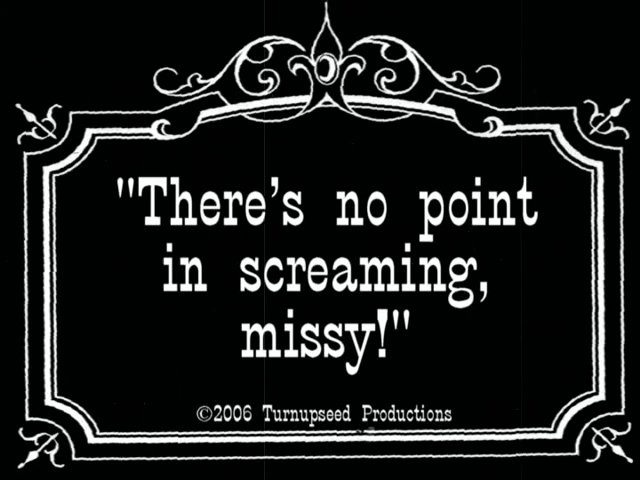 "There's no point
in screaming,
missy!"
©2006 Turnupseed Productions